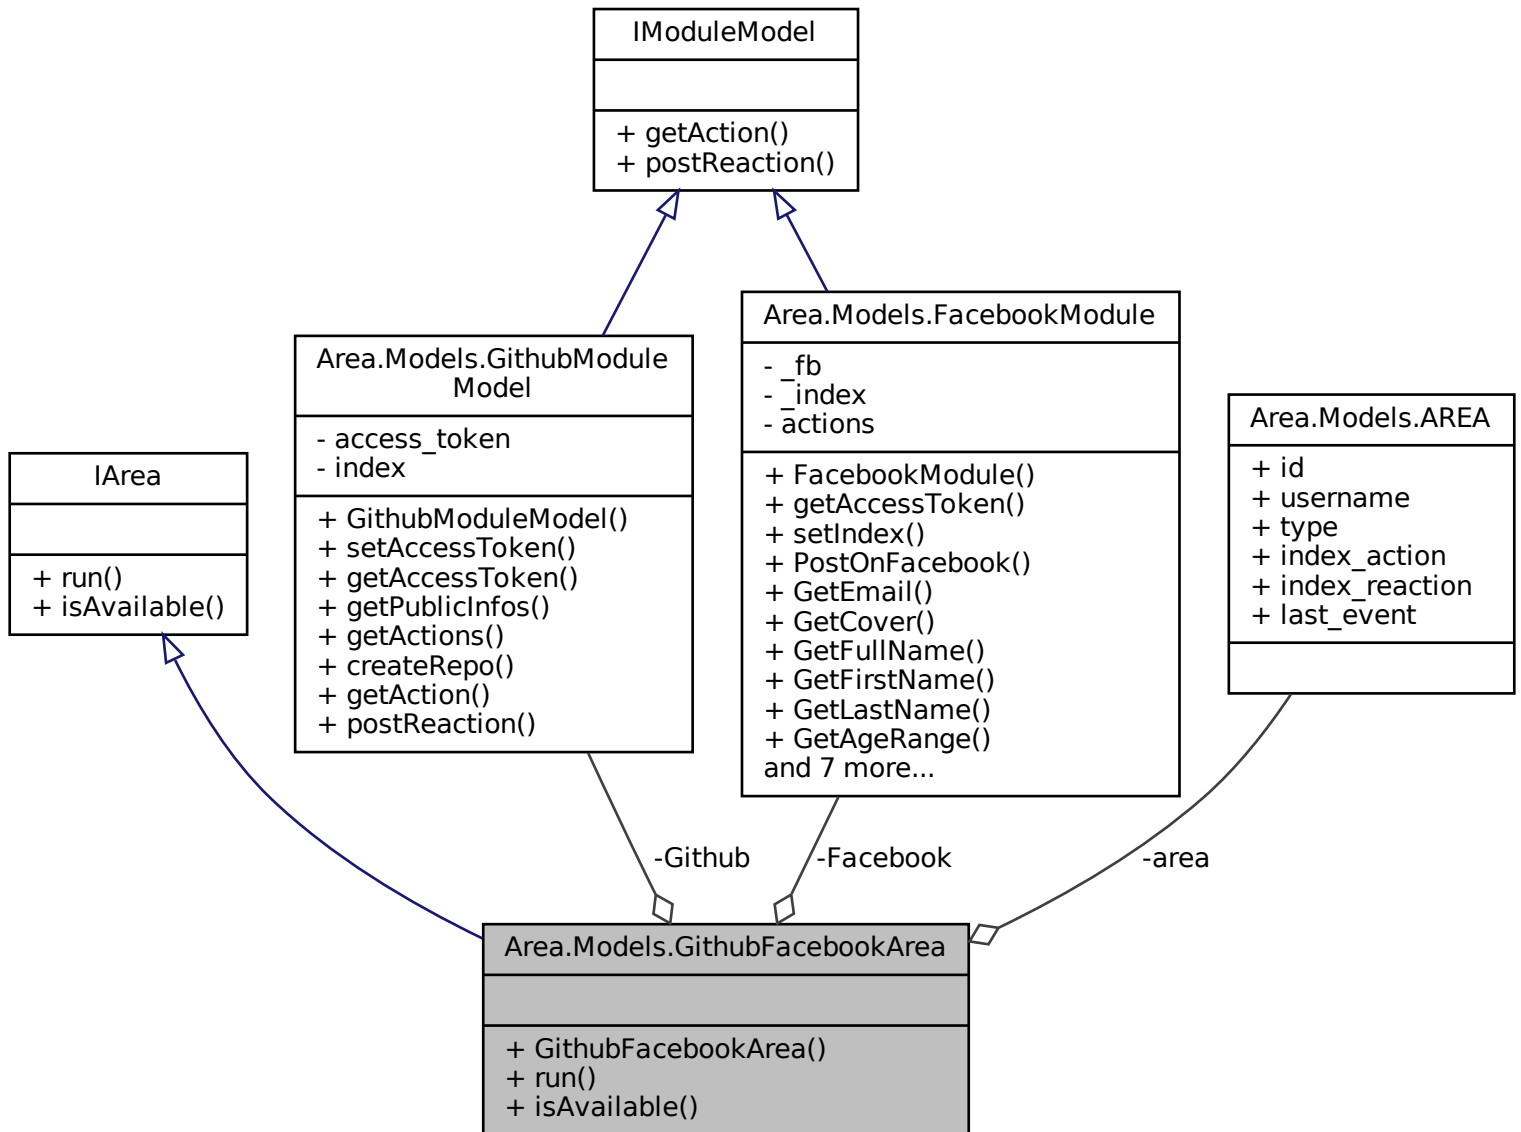 IModuleModel
+ getAction()
+ postReaction()
Area.Models.GithubModule
Model
- access_token
- index
+ GithubModuleModel()
+ setAccessToken()
+ getAccessToken()
+ getPublicInfos()
+ getActions()
+ createRepo()
+ getAction()
+ postReaction()
Area.Models.FacebookModule
- _fb
- _index
- actions
+ FacebookModule()
+ getAccessToken()
+ setIndex()
+ PostOnFacebook()
+ GetEmail()
+ GetCover()
+ GetFullName()
+ GetFirstName()
+ GetLastName()
+ GetAgeRange()
and 7 more...
Area.Models.AREA
+ id
+ username
+ type
+ index_action
+ index_reaction
+ last_event
IArea
+ run()
+ isAvailable()
-Github
-Facebook
-area
Area.Models.GithubFacebookArea
+ GithubFacebookArea()
+ run()
+ isAvailable()